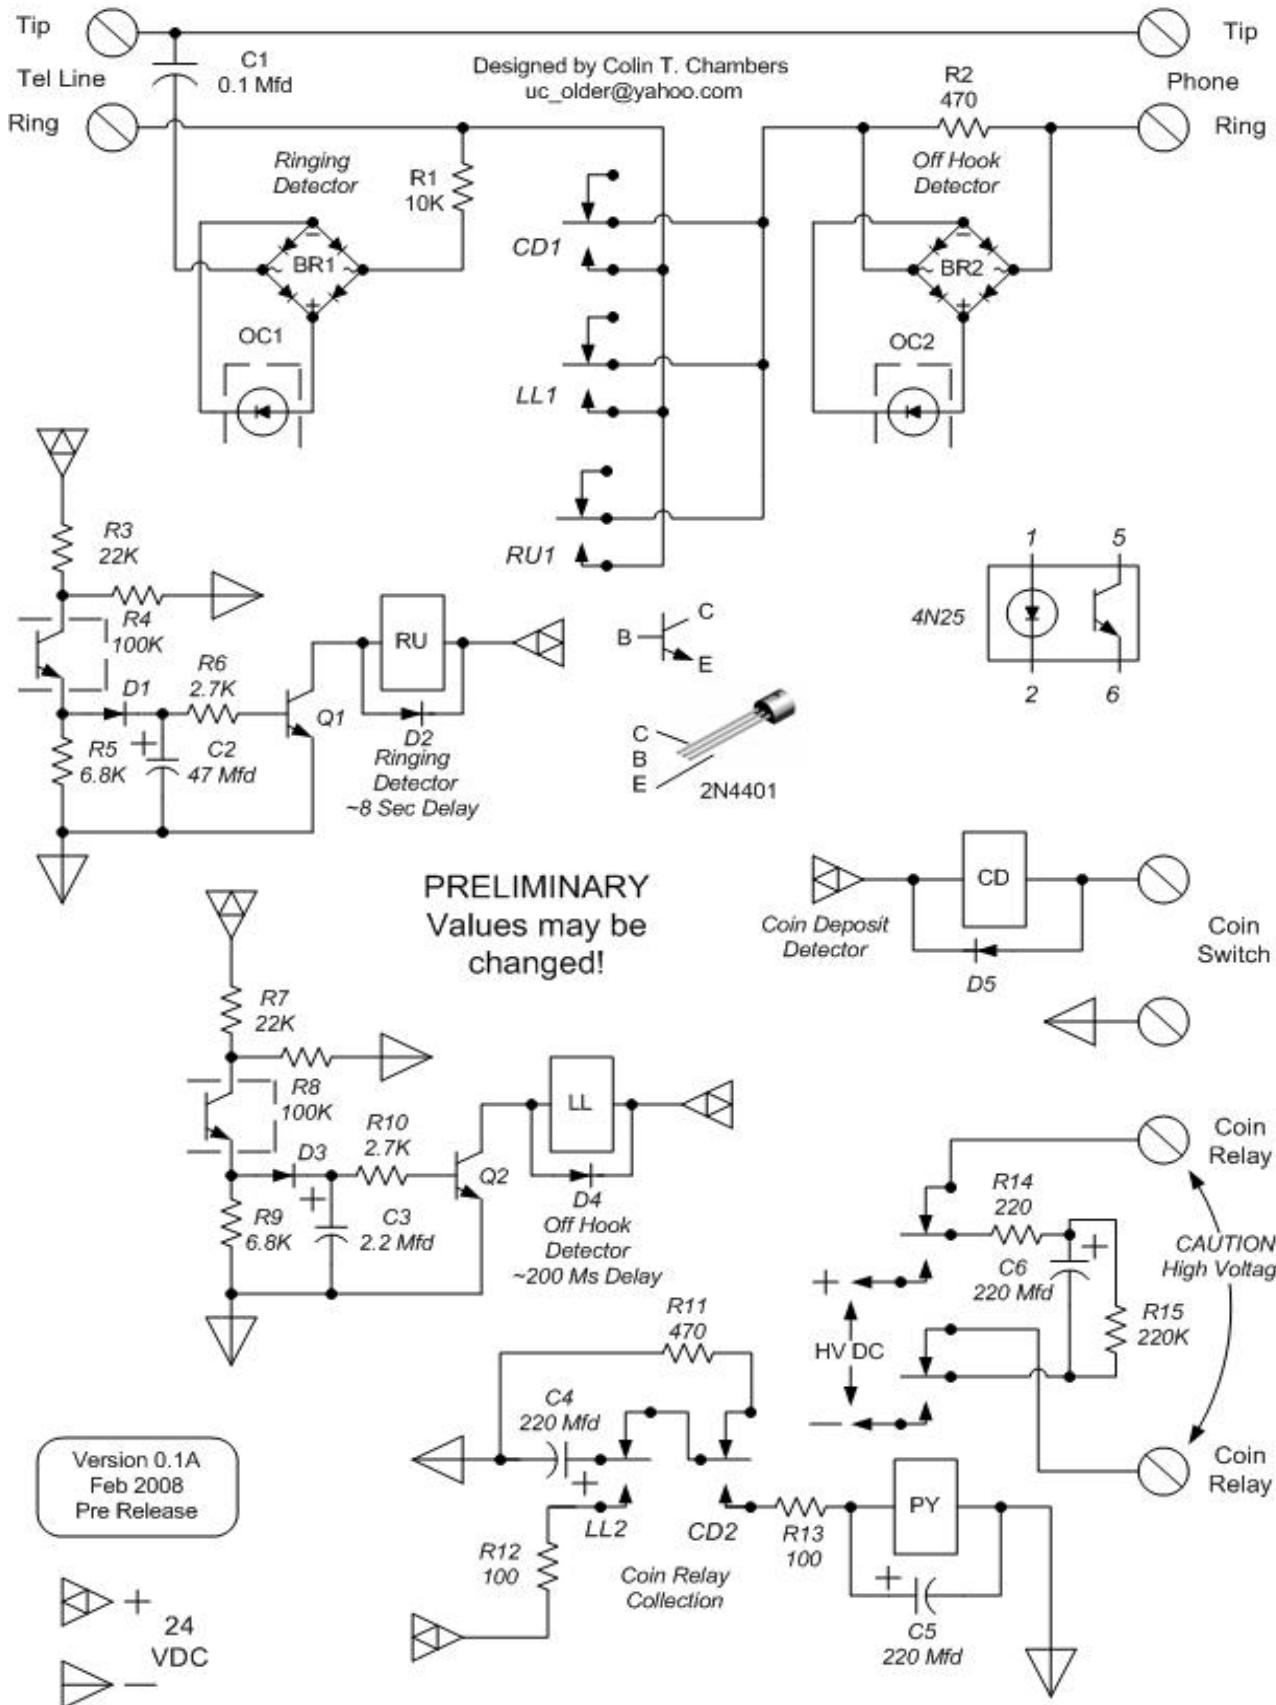 Tip
Tip
C1
0.1 Mfd
Designed by Colin T. Chambers
uc_older@yahoo.com
R2
470
Tel Line
Phone
Ring
Ring
Ringing
Detector
R1
10K
Off Hook
Detector
CD1
BR1
BR2
−
+
−
+
OC1
OC2
LL1
RU1
R3
22K
R4
100K
RU
C
B
E
4N25
1
5
2
6
D1
R6
2.7K
Q1
+
R5
6.8K
C2
47 Mfd
D2
Ringing
Detector
~8 Sec Delay
C
B
E
2N4401
PRELIMINARY
Values may be
changed!
CD
Coin Deposit
Detector
Coin
Switch
D5
R7
22K
R8
100K
LL
D3
R10
2.7K
Q2
+
R9
6.8K
C3
2.2 Mfd
D4
Off Hook
Detector
~200 Ms Delay
Coin
Relay
R14
220
+
C6
220 Mfd
R15
220K
CAUTION
High Voltag
+
HV DC
−
R11
470
C4
220 Mfd
+
LL2
CD2
R12
100
R13
100
PY
Coin Relay
Collection
+
C5
220 Mfd
Coin
Relay
Version 0.1A
Feb 2008
Pre Release
+
24
VDC
−